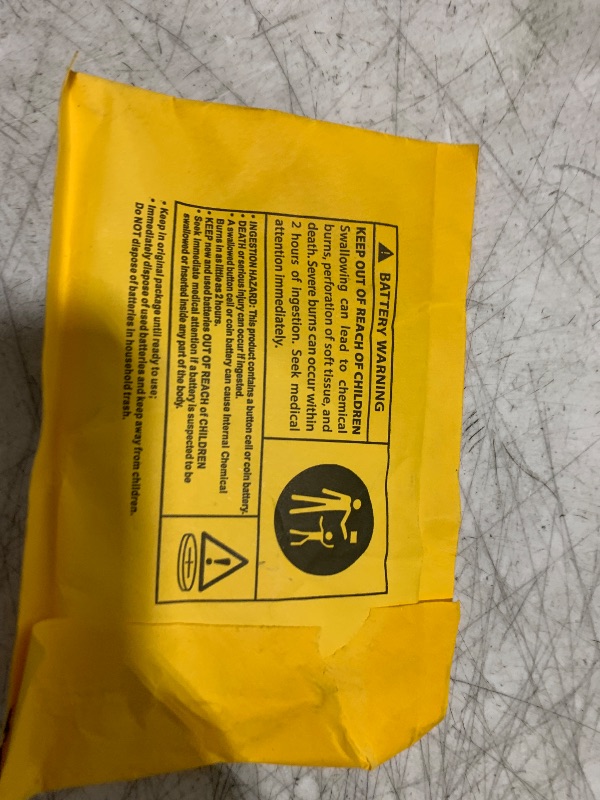 BATTERY WARNING
KEEP OUT OF REACH OF CHILDREN
Swallowing can lead to chemical
burns, perforation of soft tissue, and
death. Severe burns can occur within
2 hours of ingestion. Seek medical
attention immediately.
• INGESTION HAZARD: This product contains a button cell or coin battery.
• DEATH or serious injury can occur if ingested.
• A swallowed button cell or coin battery can cause Internal Chemical
Burns in as little as 2 hours.
• KEEP new and used batteries OUT OF REACH of CHILDREN
• Seek immediate medical attention if a battery is suspected to be
swallowed or inserted inside any part of the body.
• Keep in original package until ready to use;
• Immediately dispose of used batteries and keep away from children.
Do NOT dispose of batteries in household trash.